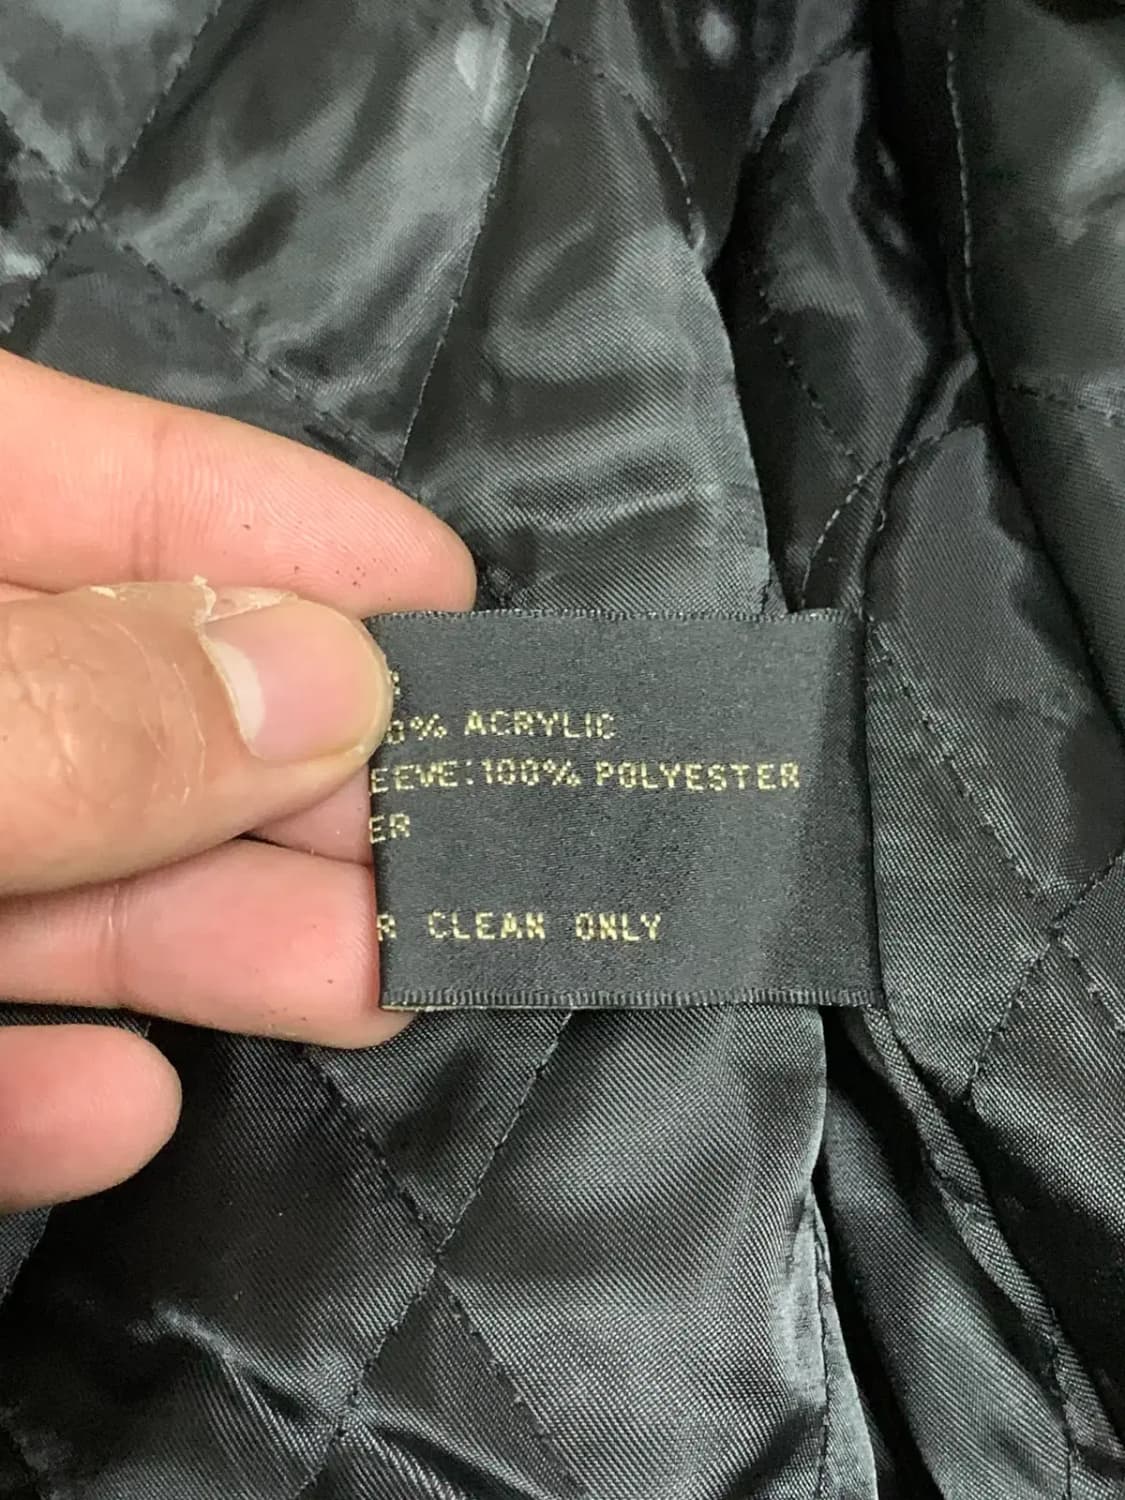 0% ACRYLIC
EEVE:100% POLYESTER
ER
R CLEAN ONLY